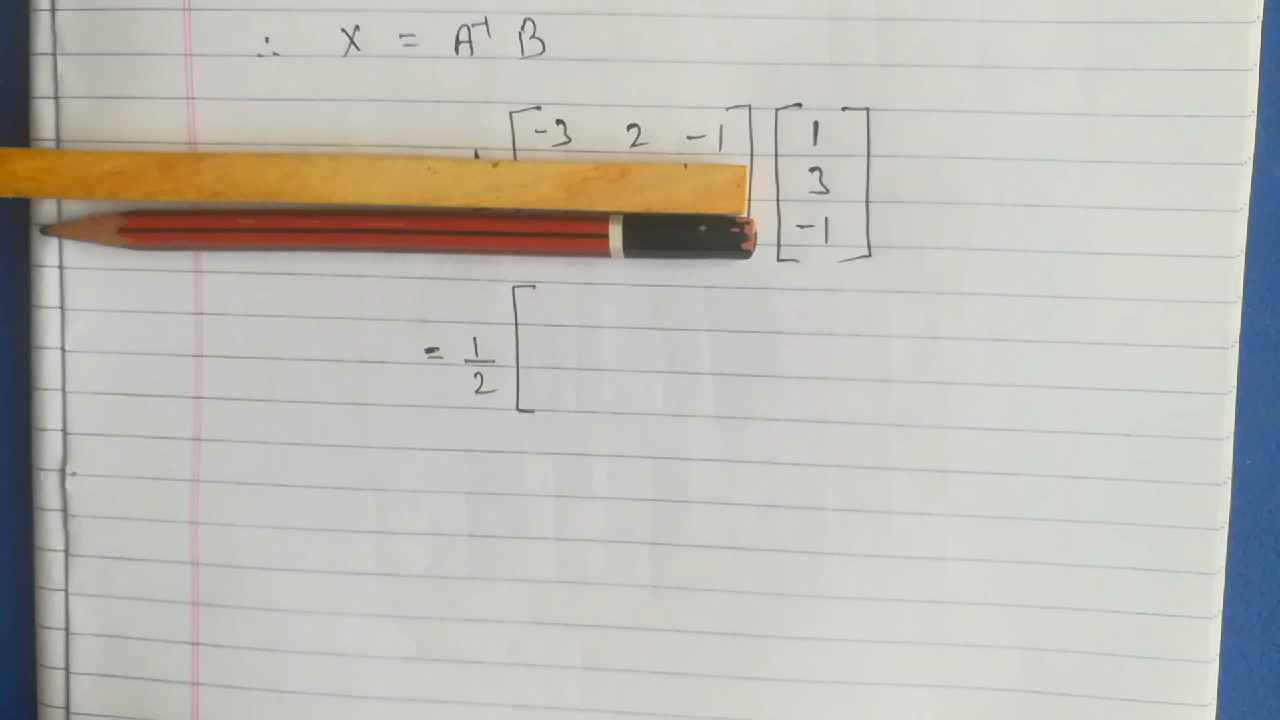 ∴ X = A⁻¹ B
[ -3 2 -1 ] [ 1
3
-1 ]
= 1/2 [